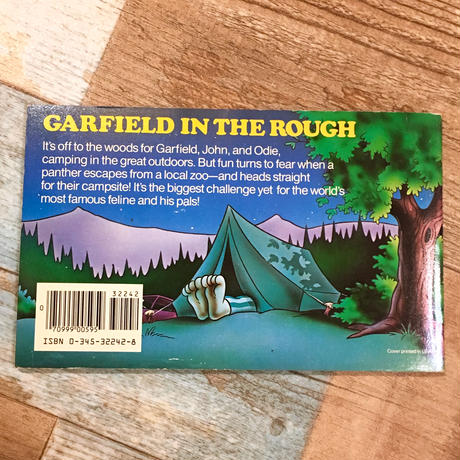 GARFIELD IN THE ROUGH
It's off to the woods for Garfield, John, and Odie,
camping in the great outdoors. But fun turns to fear when a
panther escapes from a local zoo—and heads straight
for their campsite! It's the biggest challenge yet for the world's
most famous feline and his pals!
32242
0
70999 00595
ISBN 0-345-32242-8
Cover printed in